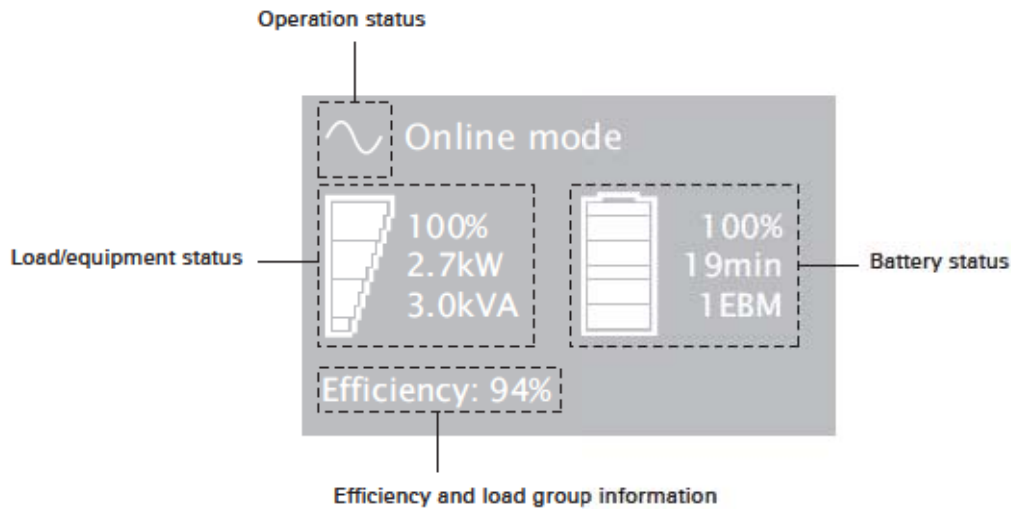 Operation status
Online mode
Load/equipment status
100%
2.7kW
3.0kVA
100%
19min
1EBM
Battery status
Efficiency: 94%
Efficiency and load group information